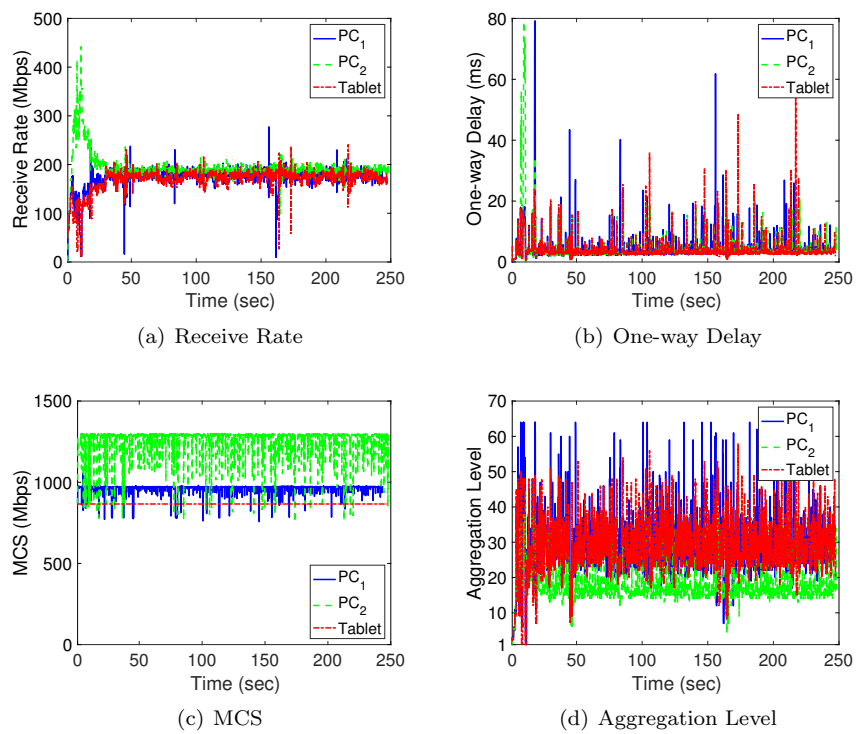 500
400
300
200
100
0
Receive Rate (Mbps)
PC1
PC2
Tablet
0 50 100 150 200 250
Time (sec)
(a) Receive Rate
80
60
40
20
0
One-way Delay (ms)
PC1
PC2
Tablet
0 50 100 150 200 250
Time (sec)
(b) One-way Delay
1500
1000
500
0
MCS (Mbps)
PC1
PC2
Tablet
0 50 100 150 200 250
Time (sec)
(c) MCS
70
60
50
40
30
20
10
1
Aggregation Level
PC1
PC2
Tablet
0 50 100 150 200 250
Time (sec)
(d) Aggregation Level